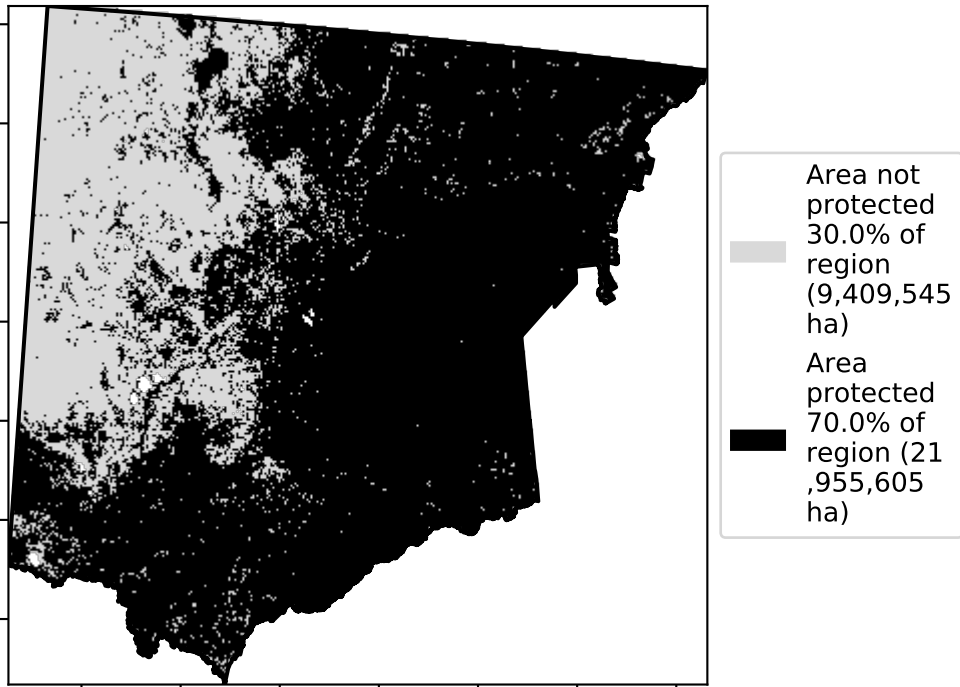 Area not
protected
30.0% of
region
(9,409,545
ha)
Area
protected
70.0% of
region (21
,955,605
ha)